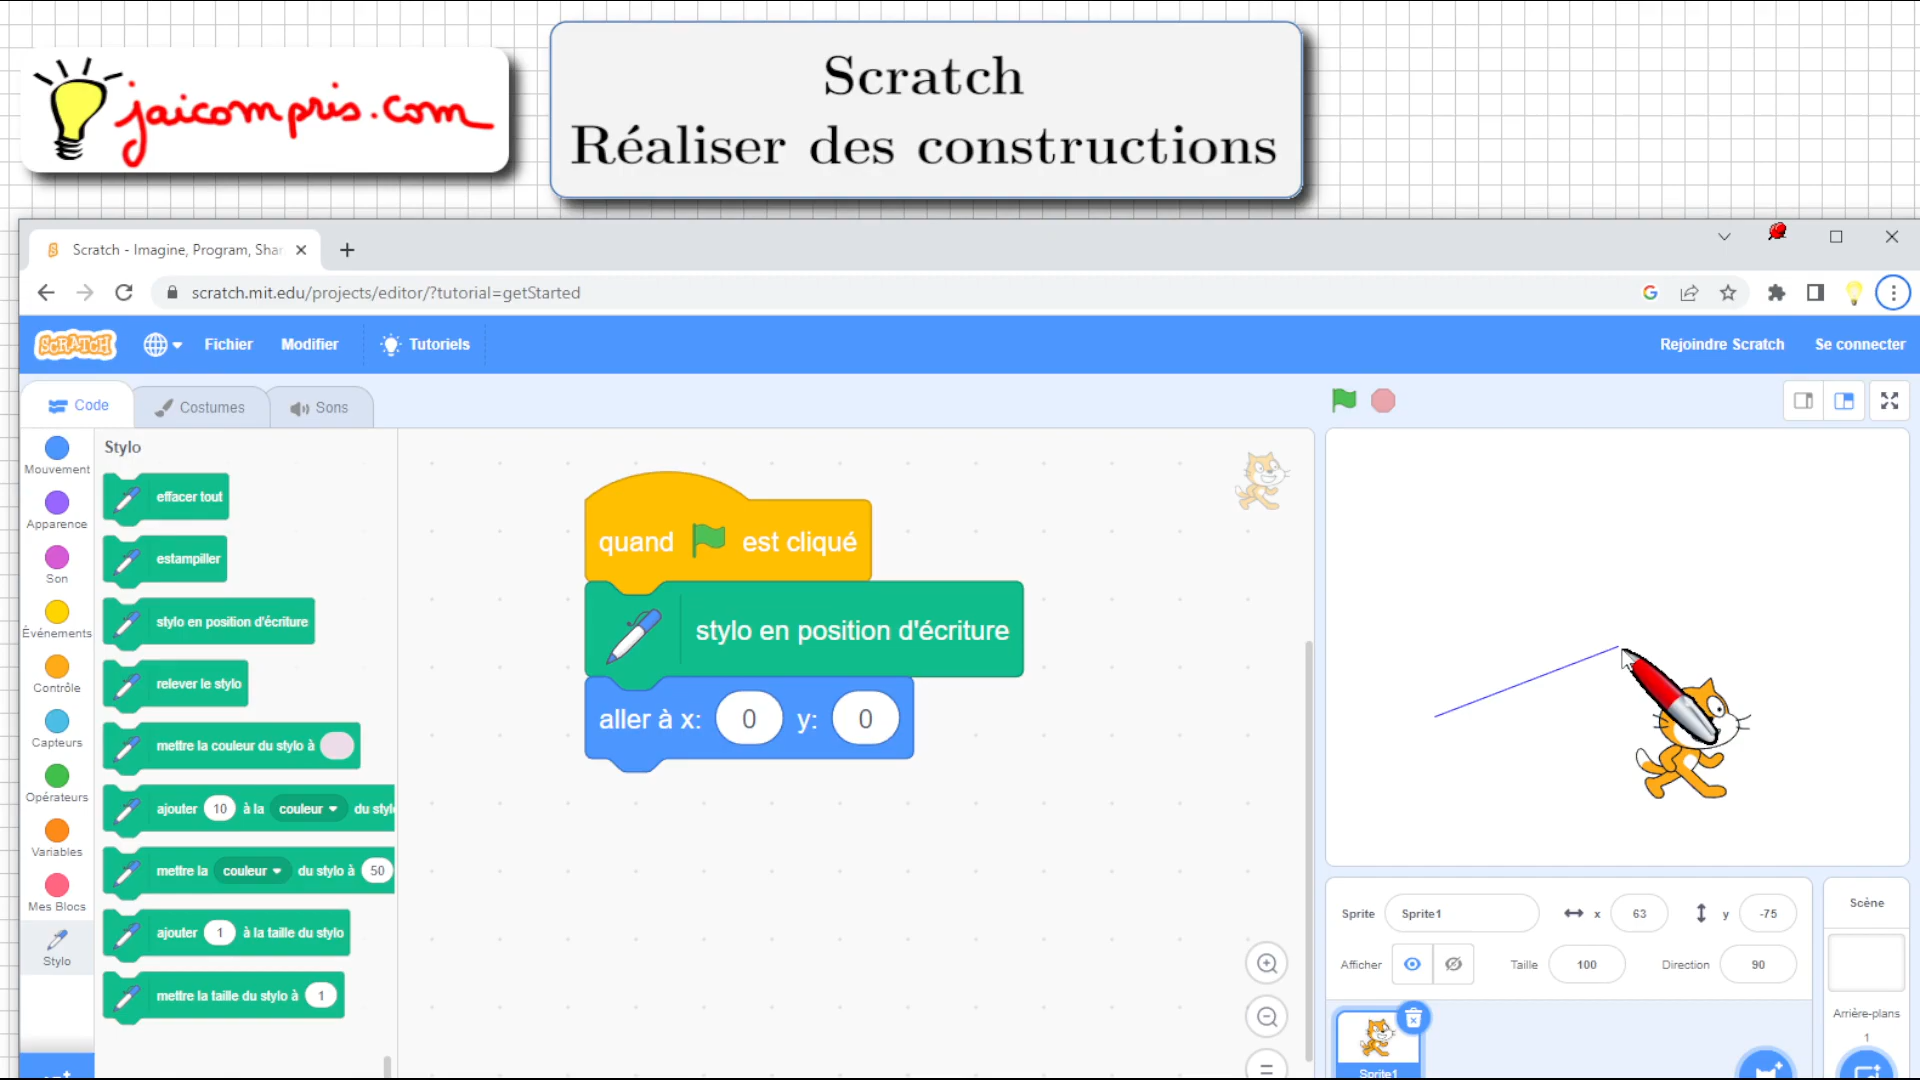 jaicompris.com
Scratch
Réaliser des constructions
Scratch - Imagine, Program, Shar
scratch.mit.edu/projects/editor/?tutorial=getStarted
SCRATCH
Fichier
Modifier
Tutoriels
Rejoindre Scratch
Se connecter
Code
Costumes
Sons
Mouvement
Apparence
Son
Événements
Contrôle
Capteurs
Opérateurs
Variables
Mes Blocs
Stylo
Stylo
effacer tout
estampiller
stylo en position d'écriture
relever le stylo
mettre la couleur du stylo à
ajouter 10 à la couleur du stylo
mettre la couleur du stylo à 50
ajouter 1 à la taille du stylo
mettre la taille du stylo à 1
quand est cliqué
stylo en position d'écriture
aller à x: 0 y: 0
Sprite Sprite1 x 63 y -75
Afficher Taille 100 Direction 90
Sprite1
Scène
Arrière-plans
1